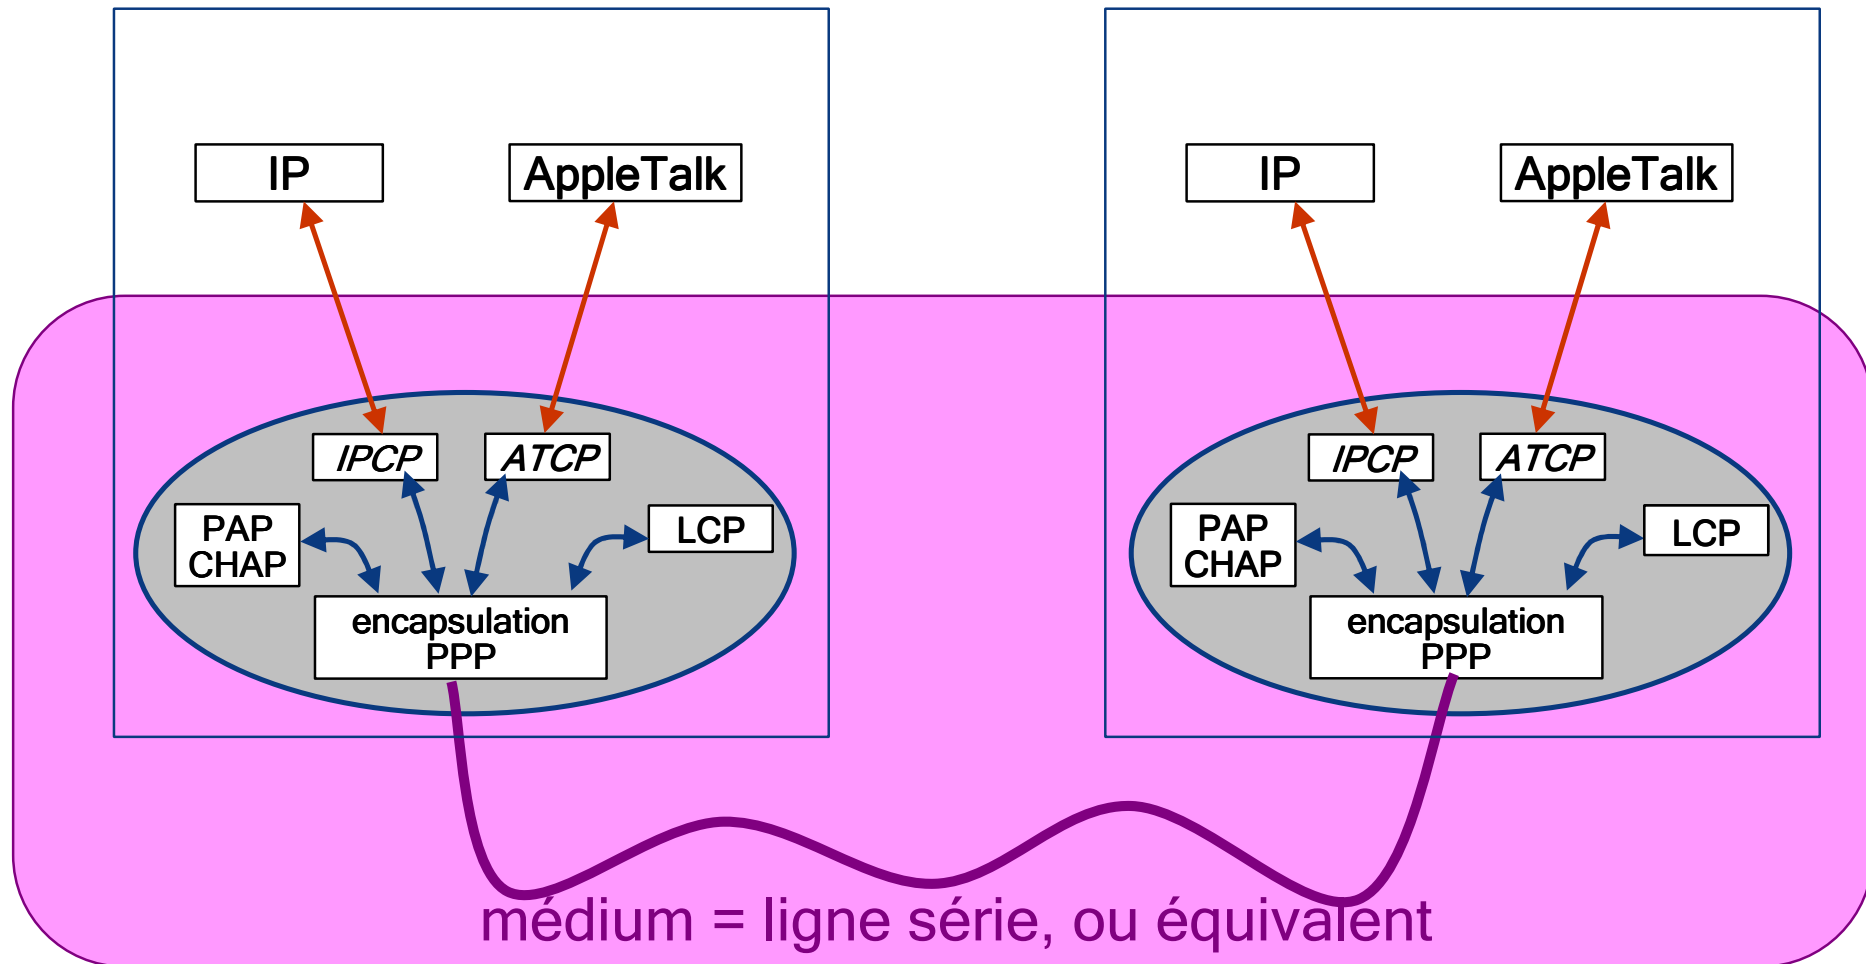 IP
AppleTalk
IP
AppleTalk
IPCP
ATCP
PAP
CHAP
LCP
encapsulation
PPP
IPCP
ATCP
PAP
CHAP
LCP
encapsulation
PPP
médium = ligne série, ou équivalent